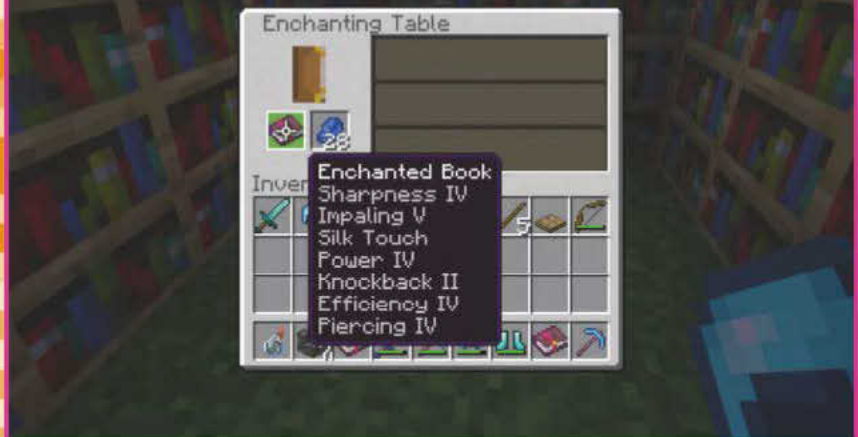 Enchanting Table
28
Enchanted Book
Inven
Sharpness IV
Impaling V
5
Silk Touch
Power IV
Knockback II
Efficiency IV
Piercing IV